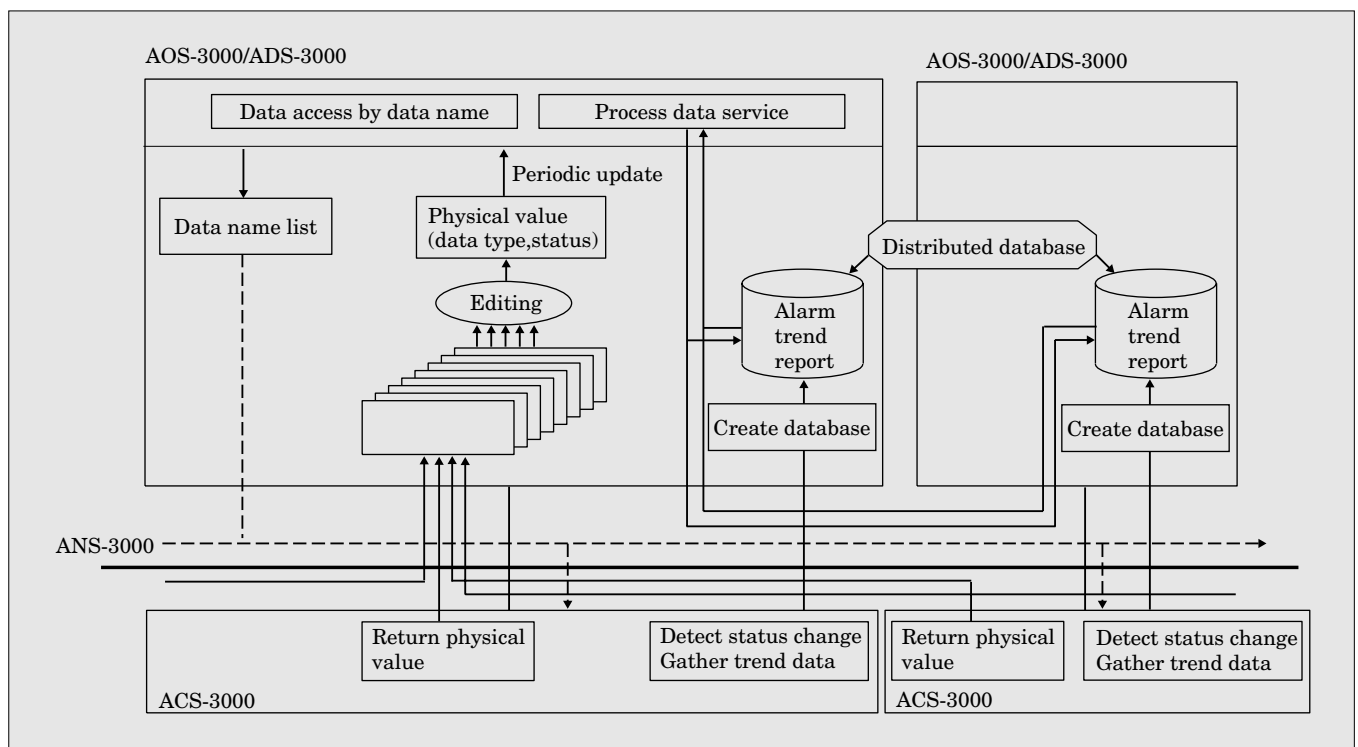 AOS-3000/ADS-3000
AOS-3000/ADS-3000
Data access by data name
Process data service
Periodic update
Data name list
Physical value
(data type,status)
Distributed database
Editing
Alarm
trend
report
Alarm
trend
report
Create database
Create database
ANS-3000
Return physical
value
Detect status change
Gather trend data
Return physical
value
Detect status change
Gather trend data
ACS-3000
ACS-3000